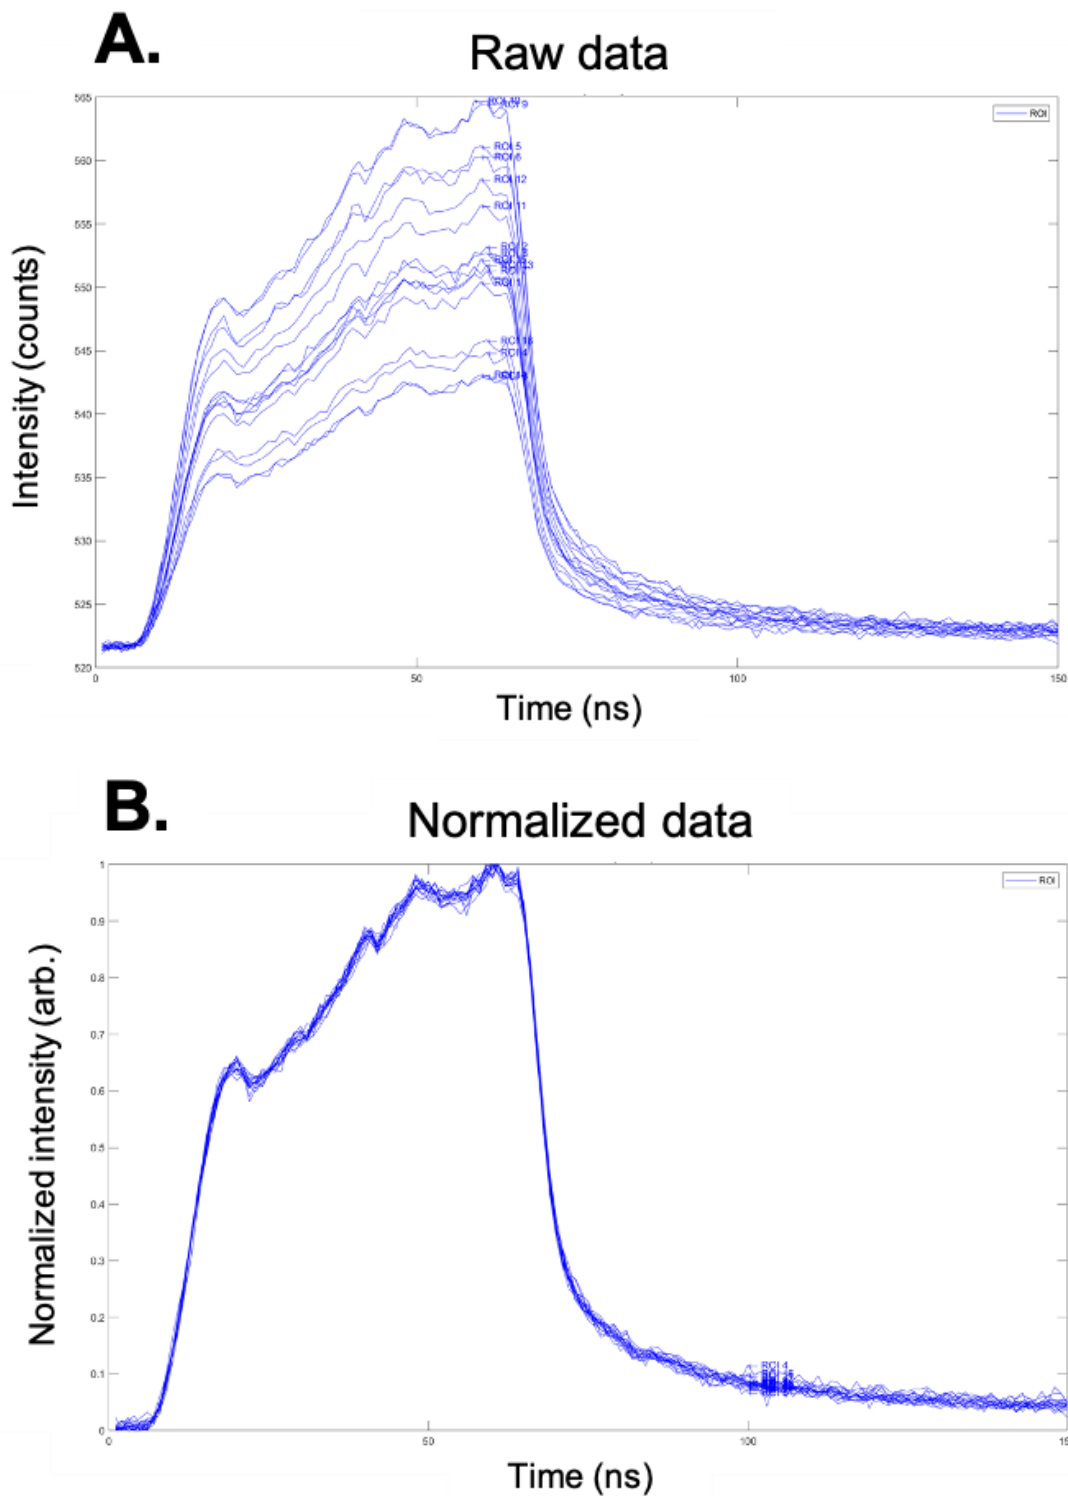 A.
Raw data
565
560
555
550
545
540
535
530
525
520
0
50
100
150
Intensity (counts)
Time (ns)
ROI
ROI 9
ROI 5
ROI 6
ROI 12
ROI 11
ROI 2
ROI 1
ROI 4
B.
Normalized data
1
0.9
0.8
0.7
0.6
0.5
0.4
0.3
0.2
0.1
0
0
50
100
Normalized intensity (arb.)
Time (ns)
ROI
ROI 4